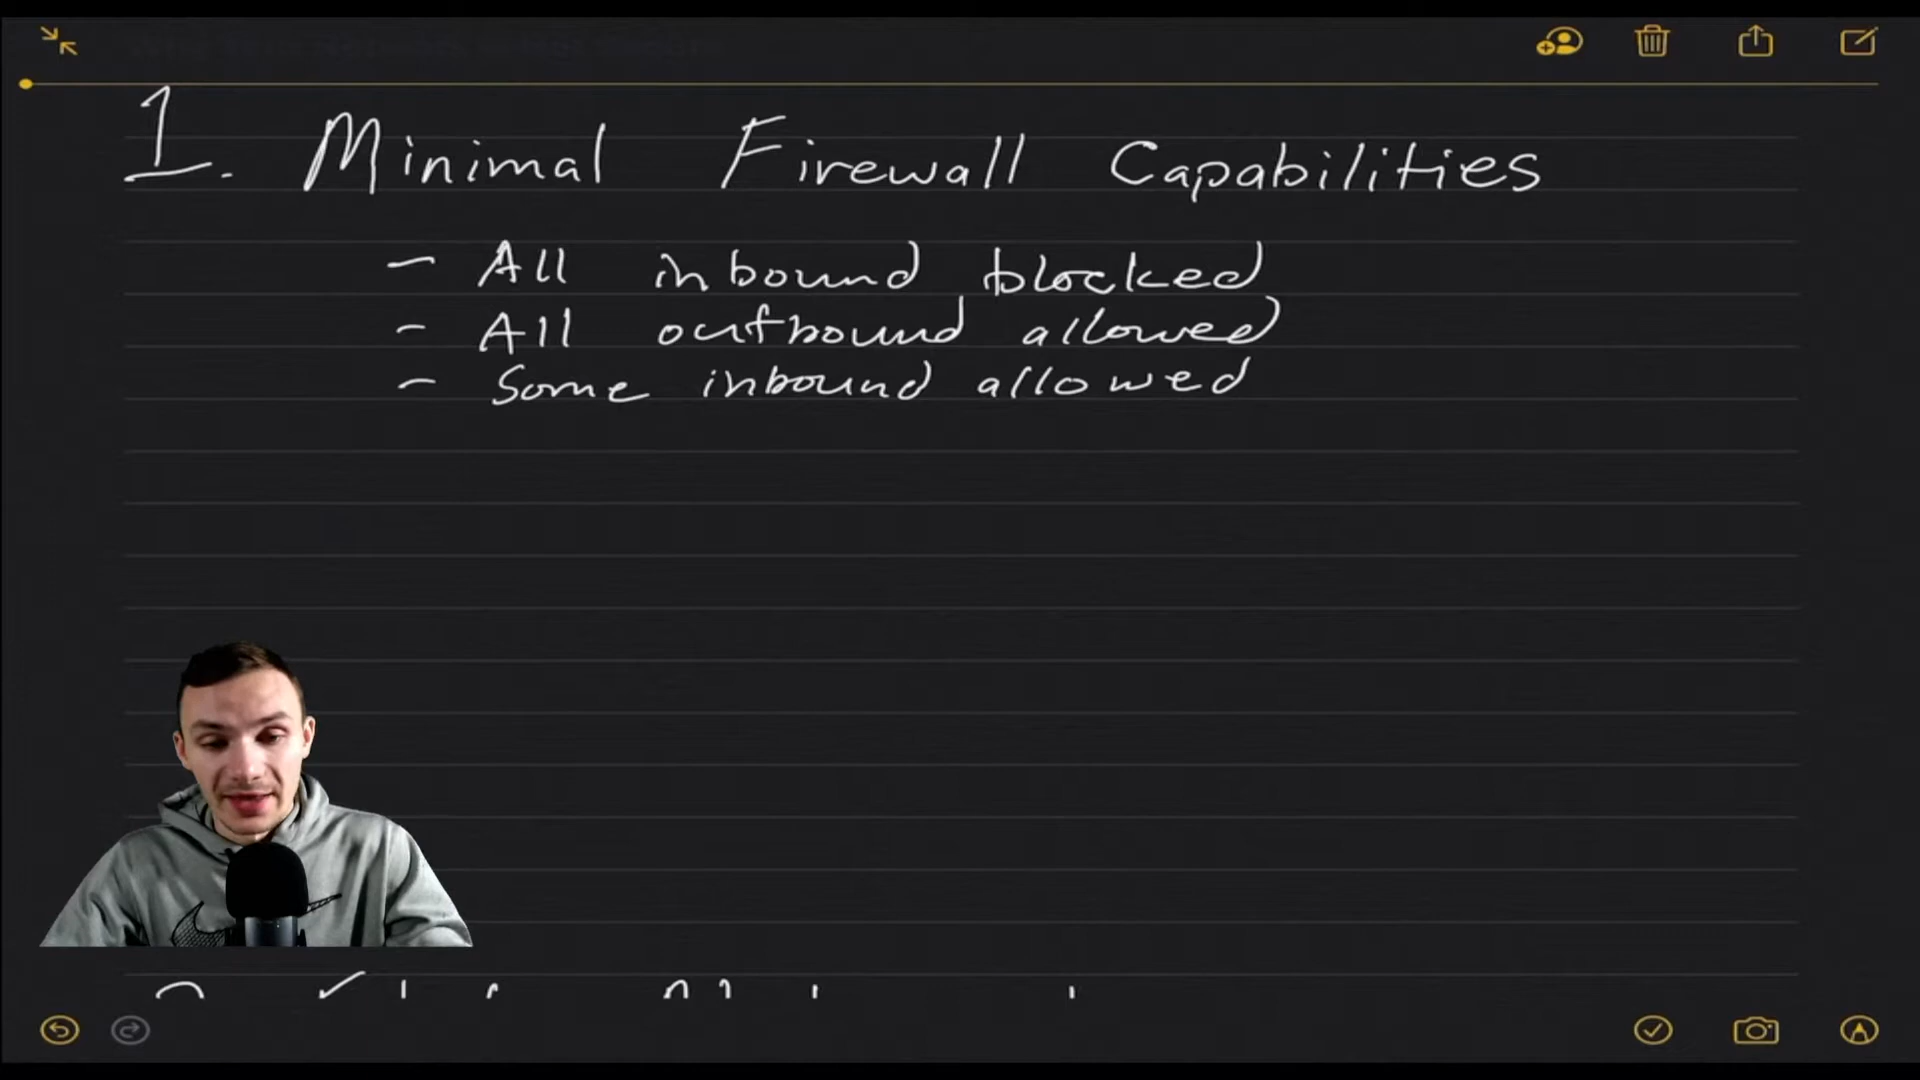 1. Minimal Firewall Capabilities
- All inbound blocked
- All outbound allowed
- Some inbound allowed